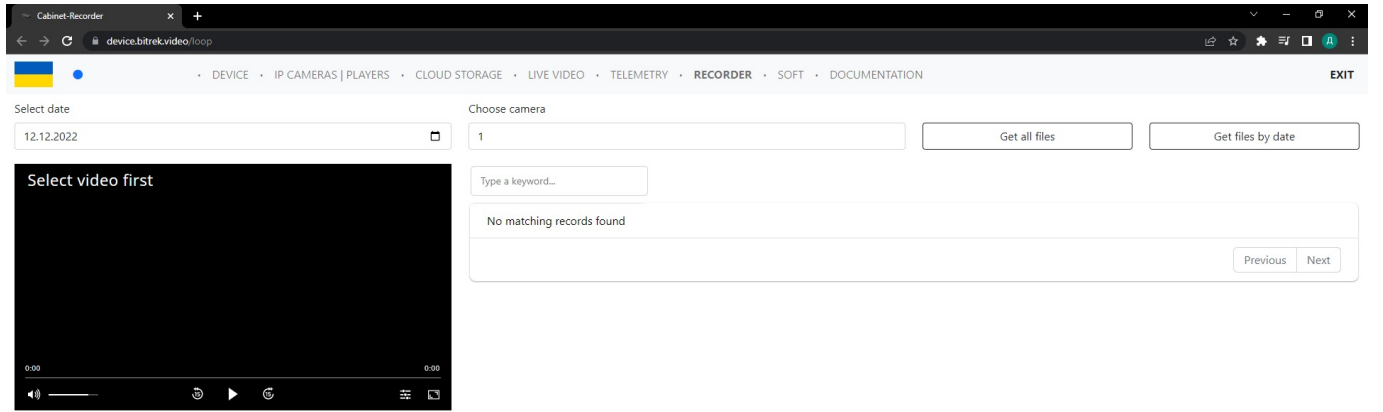 Cabinet-Recorder
device.bitrek.video/loop
Д
• DEVICE • IP CAMERAS | PLAYERS • CLOUD STORAGE • LIVE VIDEO • TELEMETRY • RECORDER • SOFT • DOCUMENTATION
EXIT
Select date
Choose camera
12.12.2022
1
Get all files
Get files by date
Select video first
Type a keyword...
No matching records found
Previous
Next
0:00
0:00
15
15